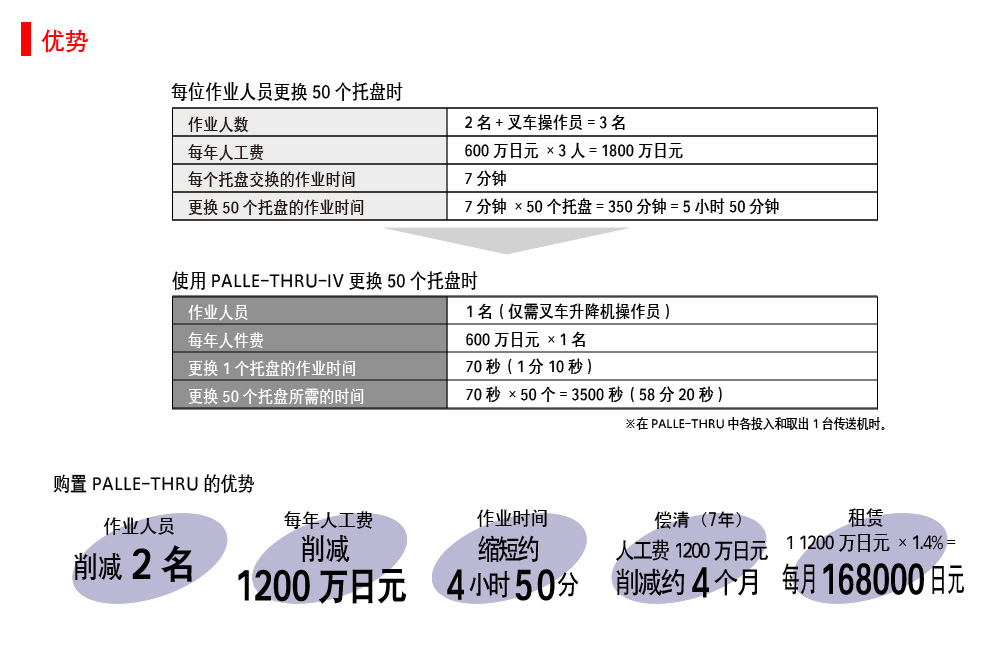 优势
每位作业人员更换 50 个托盘时
作业人数 2 名 + 叉车操作员 = 3 名
每年人工费 600 万日元 × 3 人 = 1800 万日元
每个托盘交换的作业时间 7 分钟
更换 50 个托盘的作业时间 7 分钟 × 50 个托盘 = 350 分钟 = 5 小时 50 分钟
使用 PALLE-THRU-IV 更换 50 个托盘时
作业人员 1 名 ( 仅需叉车升降机操作员 )
每年人件费 600 万日元 × 1 名
更换 1 个托盘的作业时间 70 秒 ( 1 分 10 秒 )
更换 50 个托盘所需的时间 70 秒 × 50 个 = 3500 秒 ( 58 分 20 秒 )
※在 PALLE-THRU 中各投入和取出 1 台传送机时。
购置 PALLE-THRU 的优势
作业人员
削减 2 名
每年人工费
削减
1200 万日元
作业时间
缩短约
4 小时 50 分
偿清（7年）
人工费 1200 万日元
削减约 4 个月
租赁
1 1200 万日元 × 1.4% =
每月 168000 日元